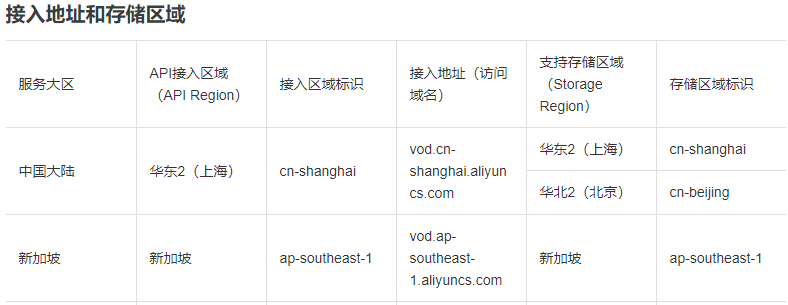 接入地址和存储区域
服务大区
API接入区域
（API Region）
接入区域标识
接入地址（访问
域名）
支持存储区域
（Storage
Region）
存储区域标识
中国大陆
华东2（上海）
cn-shanghai
vod.cn-
shanghai.aliyun
cs.com
华东2（上海）
cn-shanghai
华北2（北京）
cn-beijing
新加坡
新加坡
ap-southeast-1
vod.ap-
southeast-
1.aliyuncs.com
新加坡
ap-southeast-1